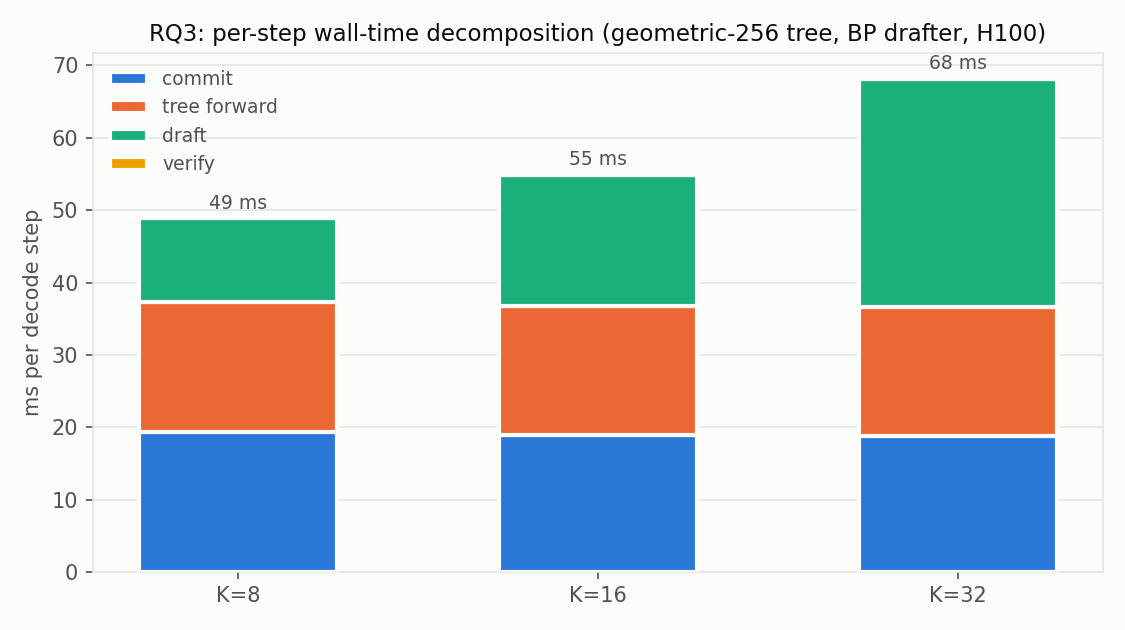 RQ3: per-step wall-time decomposition (geometric-256 tree, BP drafter, H100)
commit
tree forward
draft
verify
49 ms
55 ms
68 ms
ms per decode step
70
60
50
40
30
20
10
0
K=8
K=16
K=32